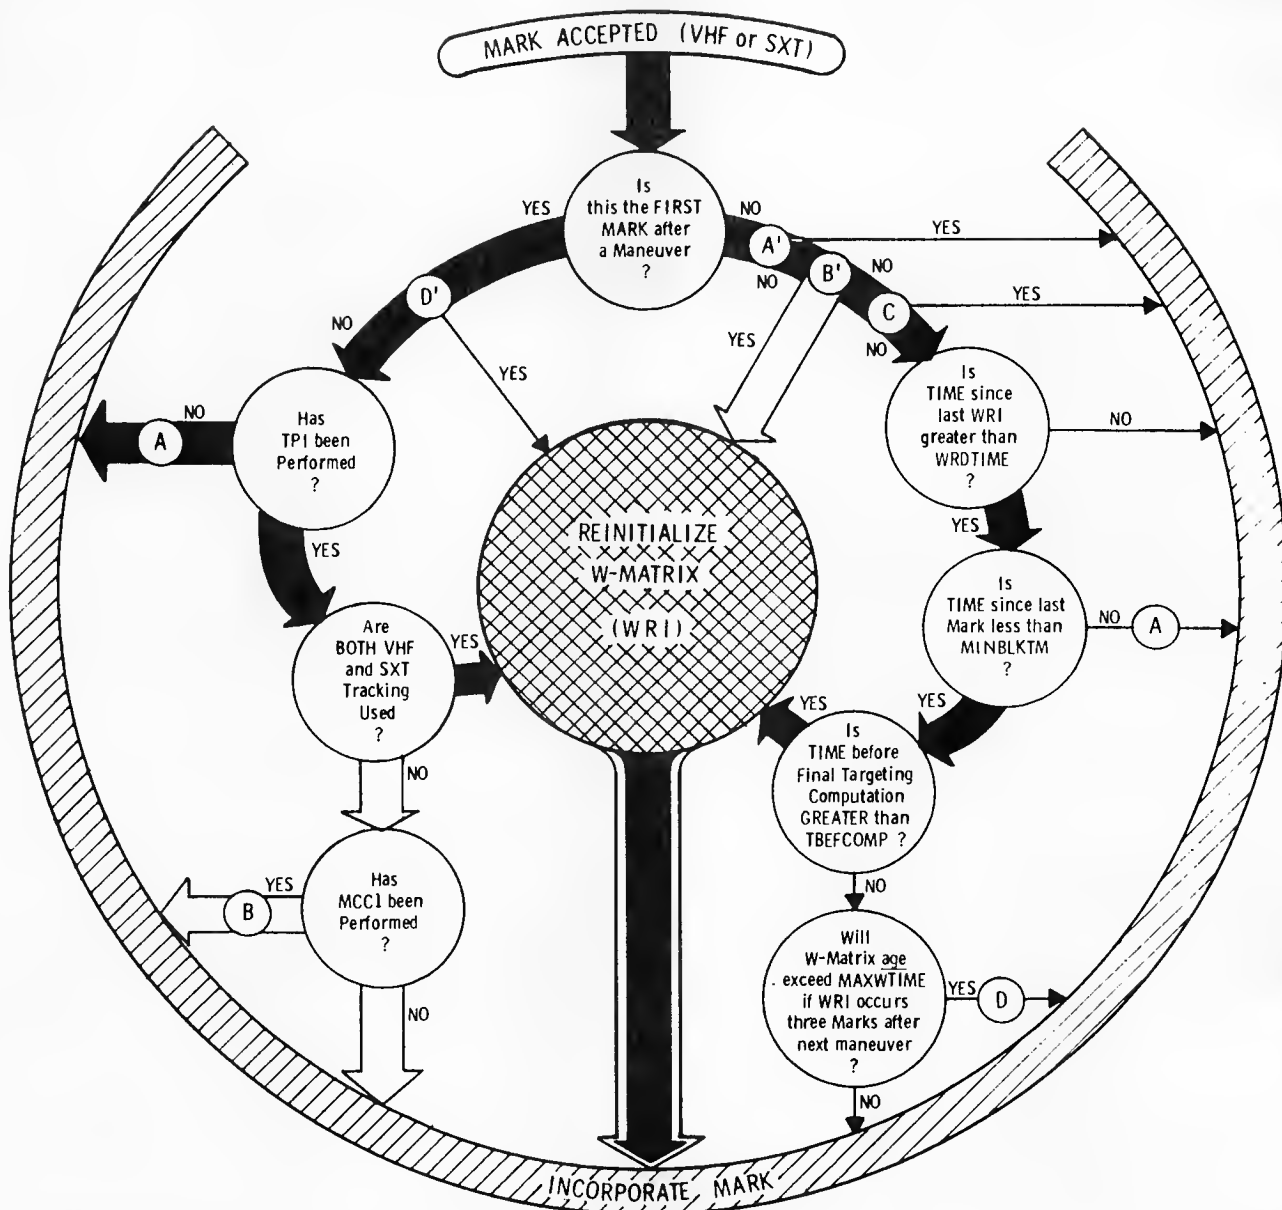 MARK ACCEPTED (VHF or SXT)
Is
this the FIRST
MARK after
a Maneuver
?
YES
NO
A'
YES
NO
B'
NO
YES
C
YES
NO
D'
NO
YES
Has
TPI been
Performed
?
NO
A
YES
Is
TIME since
last WRI
greater than
WRDTIME
?
NO
YES
REINITIALIZE
W-MATRIX
(WRI)
Is
TIME since last
Mark less than
MINBLKTM
?
NO
A
YES
Are
BOTH VHF
and SXT
Tracking
Used
?
YES
NO
Is
TIME before
Final Targeting
Computation
GREATER than
TBEFCOMP ?
YES
NO
Has
MCC1 been
Performed
?
YES
B
NO
Will
W-Matrix age
exceed MAXWTIME
if WRI occurs
three Marks after
next maneuver
?
YES
D
NO
INCORPORATE MARK